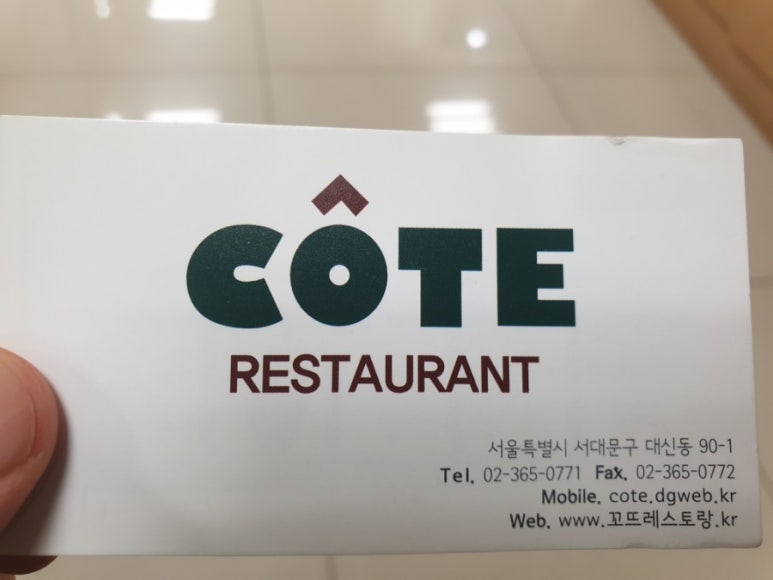 CÔTE
RESTAURANT
서울특별시 서대문구 대신동 90-1
Tel. 02-365-0771 Fax. 02-365-0772
Mobile. cote.dgweb.kr
Web. www.꼬뜨레스토랑.kr